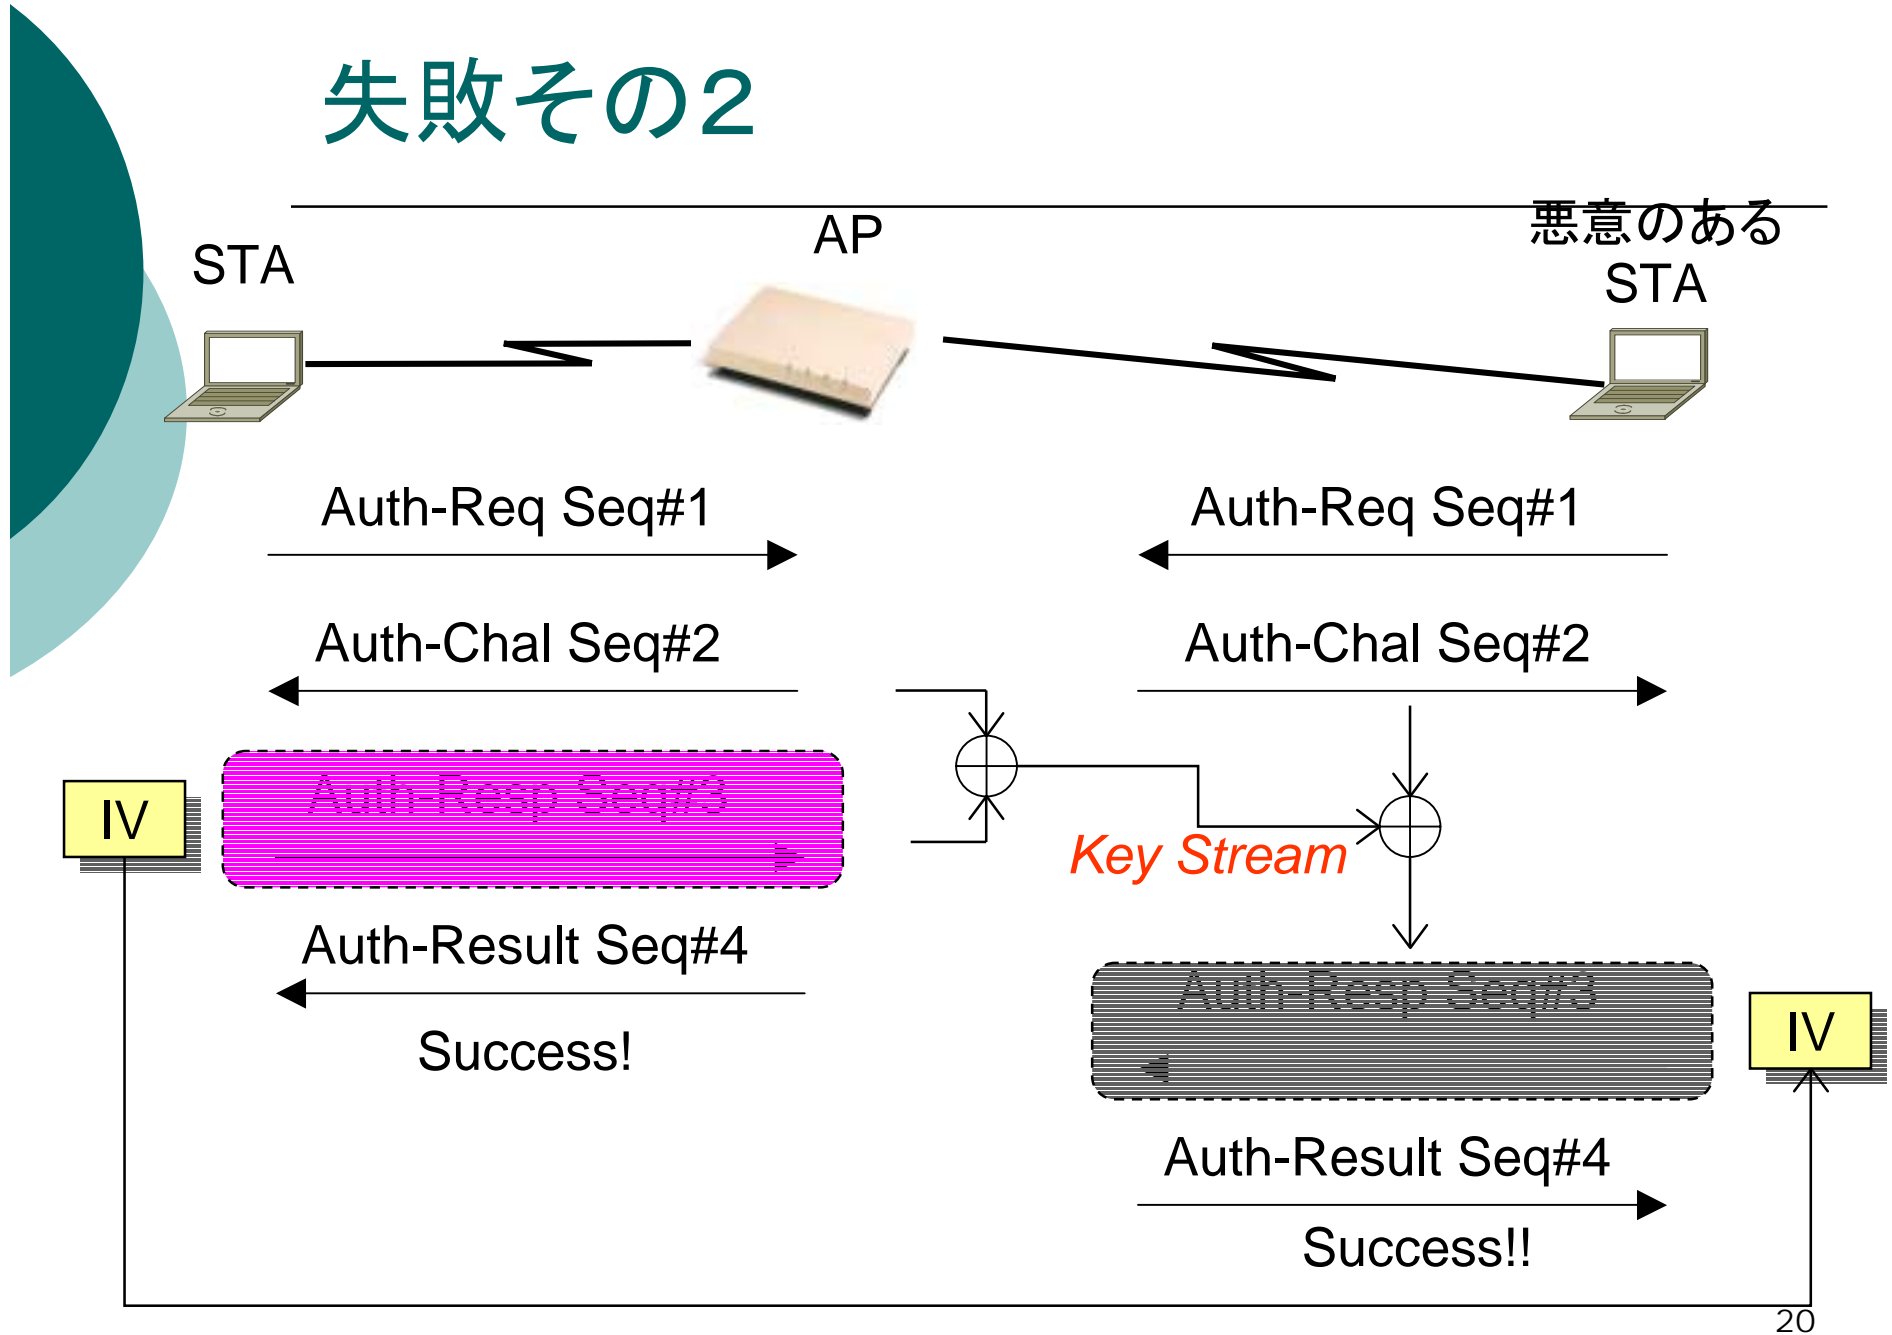 失敗その２
AP
悪意のある
STA
STA
Auth-Req Seq#1
Auth-Req Seq#1
Auth-Chal Seq#2
Auth-Chal Seq#2
Auth-Resp Seq#3
IV
Key Stream
Auth-Result Seq#4
Auth-Resp Seq#3
IV
Success!
Auth-Result Seq#4
Success!!
20